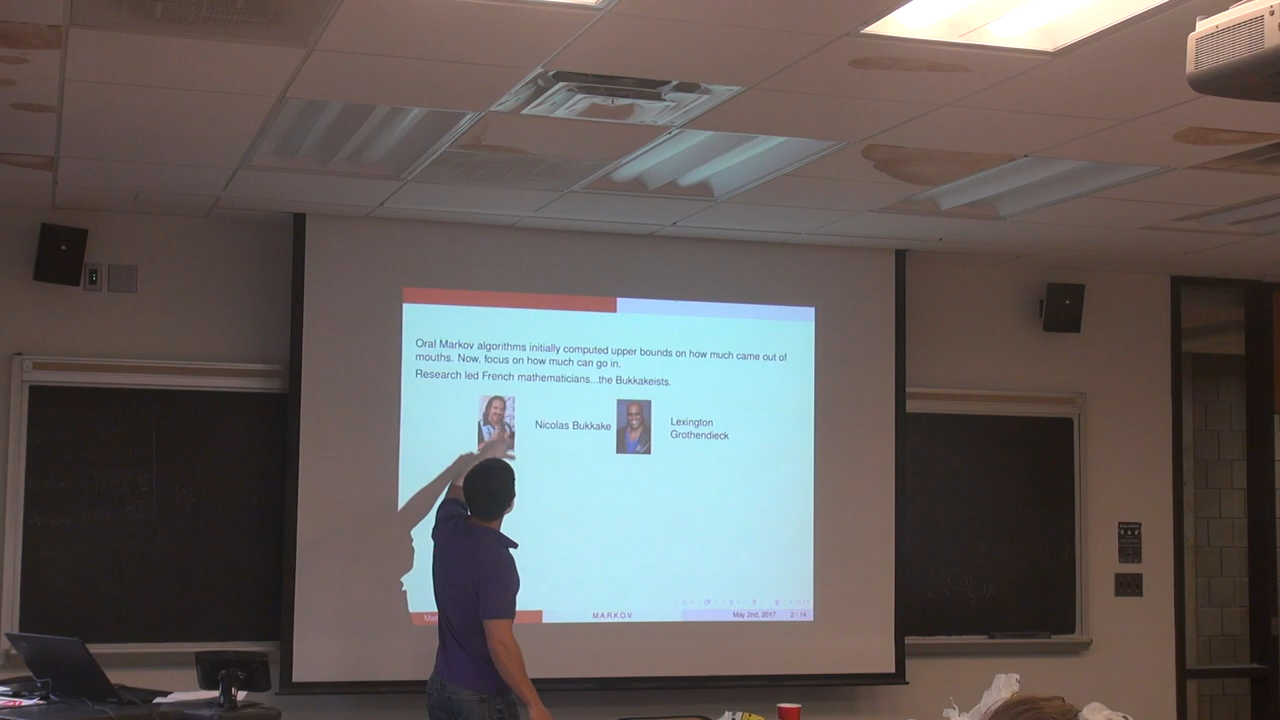 Oral Markov algorithms initially computed upper bounds on how much came out of
mouths. Now, focus on how much can go in.
Research led French mathematicians...the Bukkakeists.
Nicolas Bukkake
Lexington
Grothendieck
M.A.R.K.O.V.
May 2nd, 2017
2 / 14